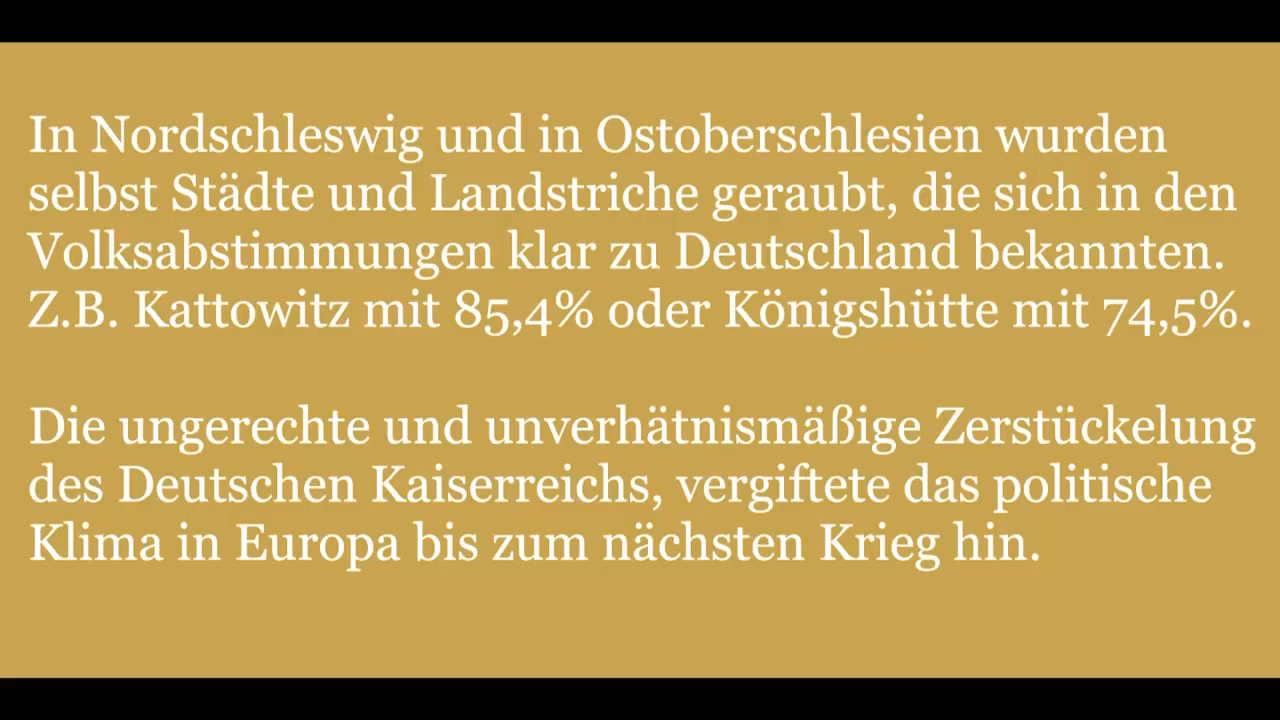 In Nordschleswig und in Ostoberschlesien wurden
selbst Städte und Landstriche geraubt, die sich in den
Volksabstimmungen klar zu Deutschland bekannten.
Z.B. Kattowitz mit 85,4% oder Königshütte mit 74,5%.
Die ungerechte und unverhätnismäßige Zerstückelung
des Deutschen Kaiserreichs, vergiftete das politische
Klima in Europa bis zum nächsten Krieg hin.